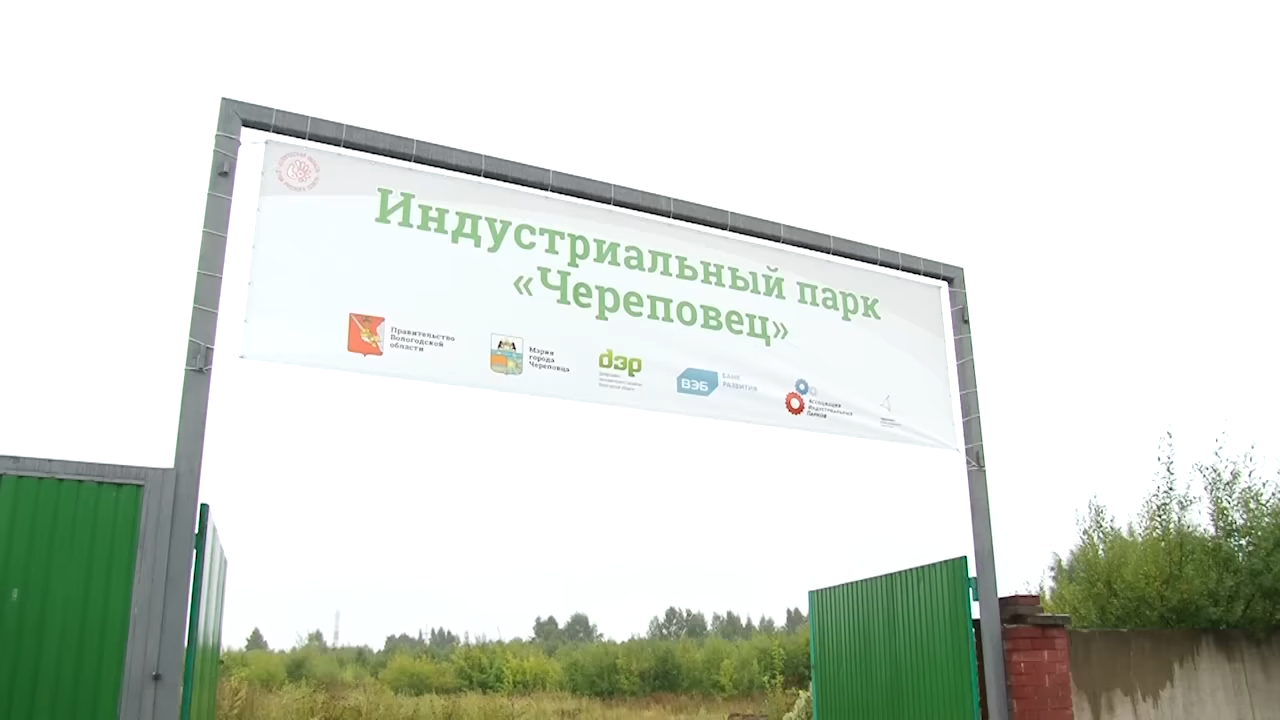 Индустриальный парк
«Череповец»
Правительство
Вологодской
области
Мэрия
города
Череповца
дэр
ВЭБ
БАНК
РАЗВИТИЯ
Ассоциация
Индустриальных
Парков